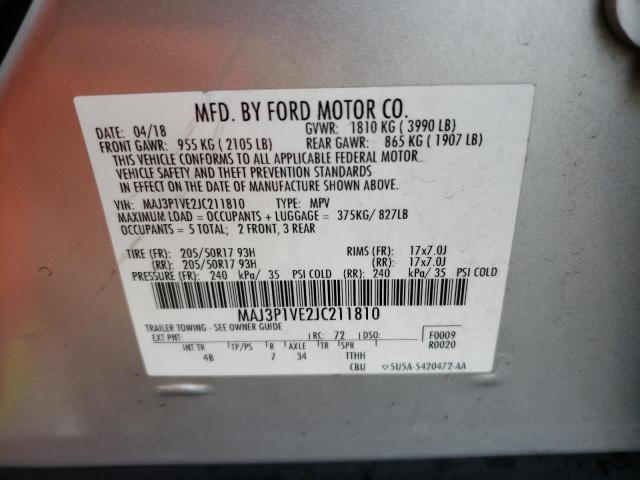 MFD. BY FORD MOTOR CO.
DATE: 04/18 GVWR: 1810 KG ( 3990 LB)
FRONT GAWR: 955 KG ( 2105 LB) REAR GAWR: 865 KG ( 1907 LB)
THIS VEHICLE CONFORMS TO ALL APPLICABLE FEDERAL MOTOR
VEHICLE SAFETY AND THEFT PREVENTION STANDARDS
IN EFFECT ON THE DATE OF MANUFACTURE SHOWN ABOVE.
VIN: MAJ3P1VE2JC211810 TYPE: MPV
MAXIMUM LOAD = OCCUPANTS + LUGGAGE = 375KG/ 827LB
OCCUPANTS = 5 TOTAL; 2 FRONT, 3 REAR
TIRE (FR): 205/50R17 93H RIMS (FR): 17x7.0J
(RR): 205/50R17 93H (RR): 17x7.0J
PRESSURE (FR): 240 kPa/ 35 PSI COLD (RR): 240 kPa/ 35 PSI COLD
MAJ3P1VE2JC211810
TRAILER TOWING - SEE OWNER GUIDE
EXT PNT: RC: 72 DSO: F0009
R0020
INT TR TP/PS R AXLE TR SPR
4B 7 34 TTHH
CBU 5U5A-5420472-AA